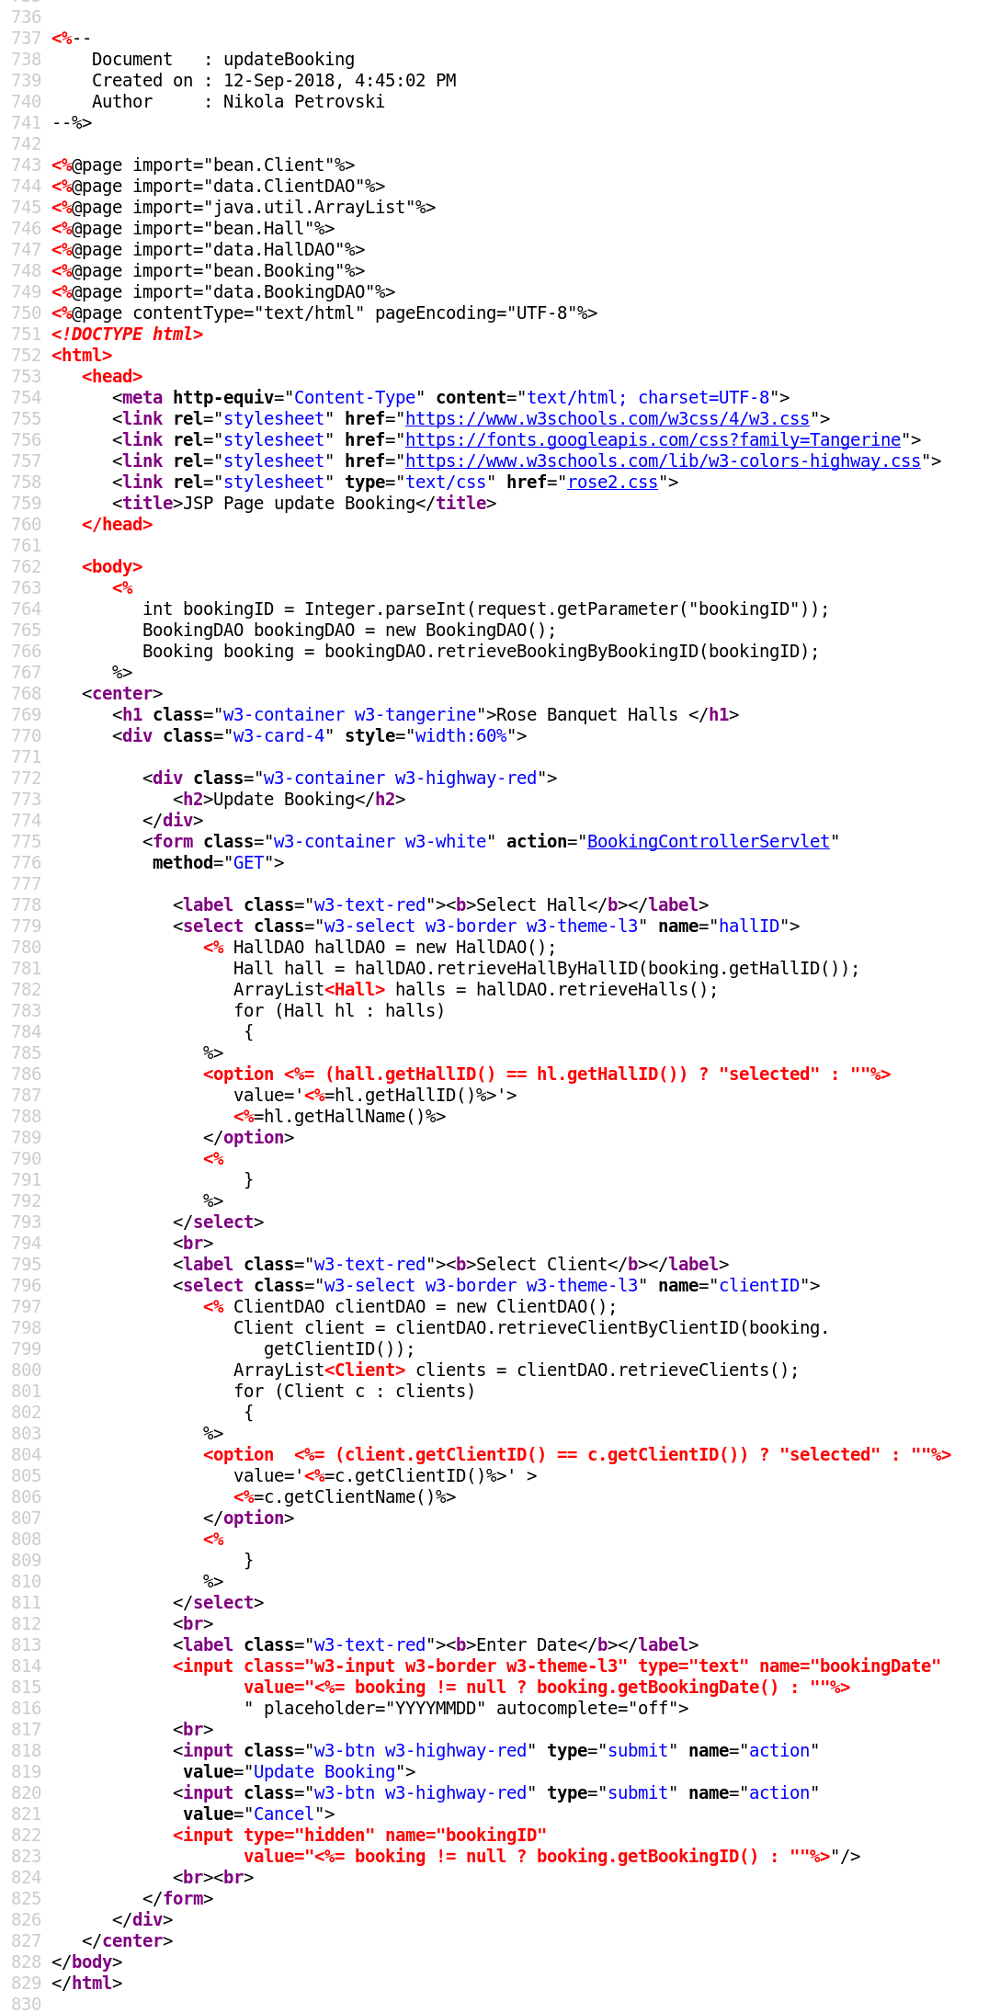 736
737 <%--
738     Document   : updateBooking
739     Created on : 12-Sep-2018, 4:45:02 PM
740     Author     : Nikola Petrovski
741 --%>
742
743 <%@page import="bean.Client"%>
744 <%@page import="data.ClientDAO"%>
745 <%@page import="java.util.ArrayList"%>
746 <%@page import="bean.Hall"%>
747 <%@page import="data.HallDAO"%>
748 <%@page import="bean.Booking"%>
749 <%@page import="data.BookingDAO"%>
750 <%@page contentType="text/html" pageEncoding="UTF-8"%>
751 <!DOCTYPE html>
752 <html>
753    <head>
754       <meta http-equiv="Content-Type" content="text/html; charset=UTF-8">
755       <link rel="stylesheet" href="https://www.w3schools.com/w3css/4/w3.css">
756       <link rel="stylesheet" href="https://fonts.googleapis.com/css?family=Tangerine">
757       <link rel="stylesheet" href="https://www.w3schools.com/lib/w3-colors-highway.css">
758       <link rel="stylesheet" type="text/css" href="rose2.css">
759       <title>JSP Page update Booking</title>
760    </head>
761
762    <body>
763       <%
764          int bookingID = Integer.parseInt(request.getParameter("bookingID"));
765          BookingDAO bookingDAO = new BookingDAO();
766          Booking booking = bookingDAO.retrieveBookingByBookingID(bookingID);
767       %>
768    <center>
769       <h1 class="w3-container w3-tangerine">Rose Banquet Halls </h1>
770       <div class="w3-card-4" style="width:60%">
771
772          <div class="w3-container w3-highway-red">
773             <h2>Update Booking</h2>
774          </div>
775          <form class="w3-container w3-white" action="BookingControllerServlet"
776           method="GET">
777
778             <label class="w3-text-red"><b>Select Hall</b></label>
779             <select class="w3-select w3-border w3-theme-l3" name="hallID">
780                <% HallDAO hallDAO = new HallDAO();
781                   Hall hall = hallDAO.retrieveHallByHallID(booking.getHallID());
782                   ArrayList<Hall> halls = hallDAO.retrieveHalls();
783                   for (Hall hl : halls)
784                    {
785                %>
786                <option <%= (hall.getHallID() == hl.getHallID()) ? "selected" : ""%>
787                   value='<%=hl.getHallID()%>'>
788                   <%=hl.getHallName()%>
789                </option>
790                <%
791                    }
792                %>
793             </select>
794             <br>
795             <label class="w3-text-red"><b>Select Client</b></label>
796             <select class="w3-select w3-border w3-theme-l3" name="clientID">
797                <% ClientDAO clientDAO = new ClientDAO();
798                   Client client = clientDAO.retrieveClientByClientID(booking.
799                      getClientID());
800                   ArrayList<Client> clients = clientDAO.retrieveClients();
801                   for (Client c : clients)
802                    {
803                %>
804                <option  <%= (client.getClientID() == c.getClientID()) ? "selected" : ""%>
805                   value='<%=c.getClientID()%>' >
806                   <%=c.getClientName()%>
807                </option>
808                <%
809                    }
810                %>
811             </select>
812             <br>
813             <label class="w3-text-red"><b>Enter Date</b></label>
814             <input class="w3-input w3-border w3-theme-l3" type="text" name="bookingDate"
815                    value="<%= booking != null ? booking.getBookingDate() : ""%>
816                    " placeholder="YYYYMMDD" autocomplete="off">
817             <br>
818             <input class="w3-btn w3-highway-red" type="submit" name="action"
819              value="Update Booking">
820             <input class="w3-btn w3-highway-red" type="submit" name="action"
821              value="Cancel">
822             <input type="hidden" name="bookingID"
823                    value="<%= booking != null ? booking.getBookingID() : ""%>"/>
824             <br><br>
825          </form>
826       </div>
827    </center>
828 </body>
829 </html>
830